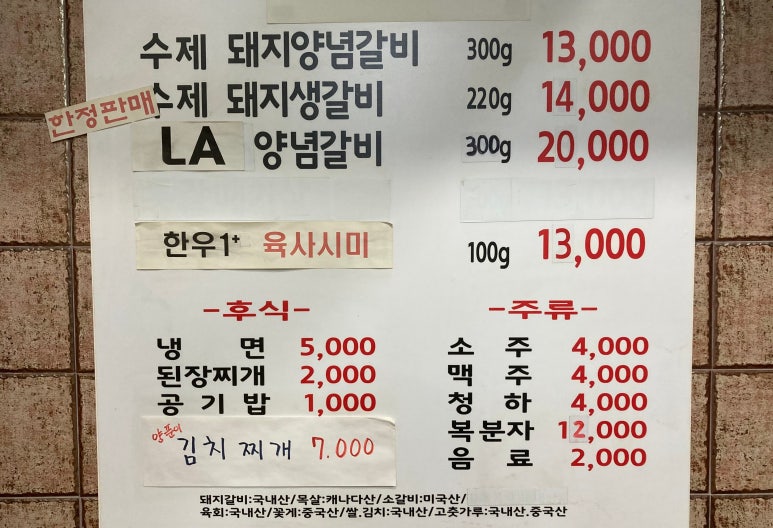 수제 돼지양념갈비 300g 13,000
한정판매 수제 돼지생갈비 220g 14,000
LA 양념갈비 300g 20,000
한우1+ 육사시미 100g 13,000
-후식-
냉면 5,000
된장찌개 2,000
공기밥 1,000
김치찌개 7.000
-주류-
소주 4,000
맥주 4,000
청하 4,000
복분자 12,000
음료 2,000
돼지갈비:국내산/목살:캐나다산/소갈비:미국산/
육회:국내산/꽃게:중국산/쌀.김치:국내산/고춧가루:국내산.중국산